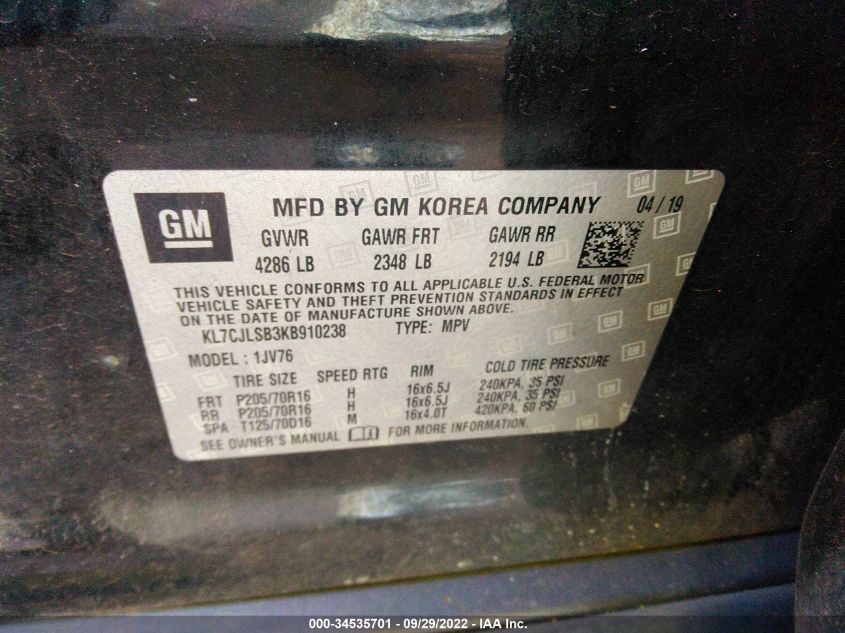 GM
MFD BY GM KOREA COMPANY 04 / 19
GVWR GAWR FRT GAWR RR
4286 LB 2348 LB 2194 LB
THIS VEHICLE CONFORMS TO ALL APPLICABLE U.S. FEDERAL MOTOR
VEHICLE SAFETY AND THEFT PREVENTION STANDARDS IN EFFECT
ON THE DATE OF MANUFACTURE SHOWN ABOVE.
KL7CJLSB3KB910238 TYPE: MPV
MODEL : 1JV76
TIRE SIZE SPEED RTG RIM COLD TIRE PRESSURE
FRT P205/70R16 H 16x6.5J 240KPA, 35 PSI
RR P205/70R16 H 16x6.5J 240KPA, 35 PSI
SPA T125/70D16 M 16x4.0T 420KPA, 60 PSI
SEE OWNER'S MANUAL FOR MORE INFORMATION.
000-34535701 - 09/29/2022 - IAA Inc.